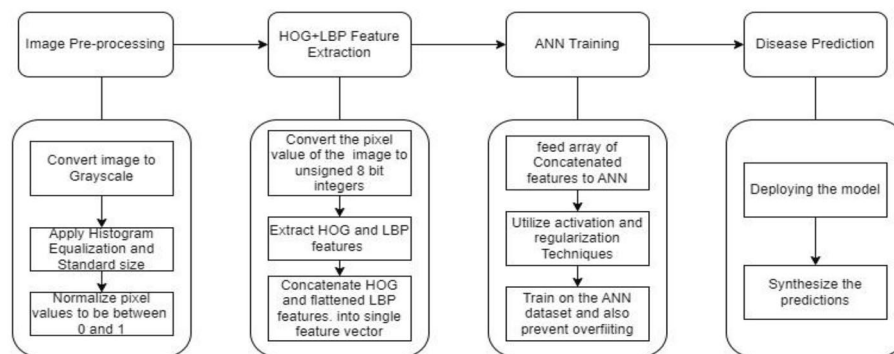 Image Pre-processing
HOG+LBP Feature
Extraction
ANN Training
Disease Prediction
Convert image to
Grayscale
Apply Histogram
Equalization and
Standard size
Normalize pixel
values to be between
0 and 1
Convert the pixel
value of the image to
unsigned 8 bit
integers
Extract HOG and LBP
features
Concatenate HOG
and flattened LBP
features. into single
feature vector
feed array of
Concatenated
features to ANN
Utilize activation and
regularization
Techniques
Train on the ANN
dataset and also
prevent overfiiting
Deploying the model
Synthesize the
predictions